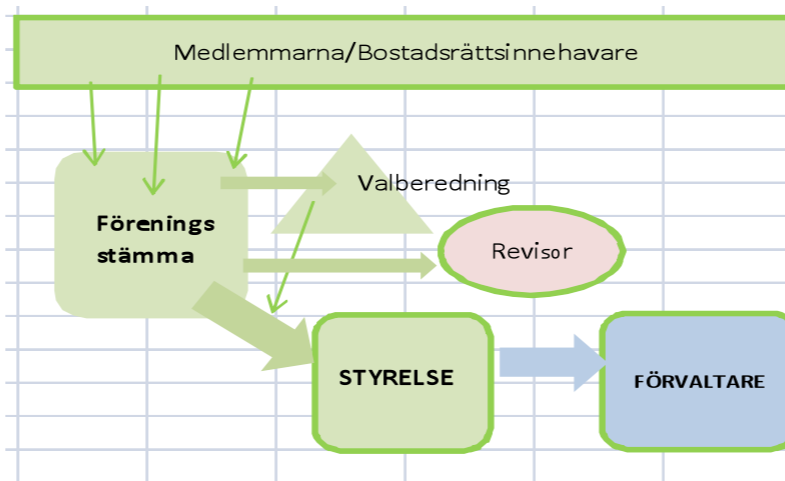 Medlemmarna/Bostadsrättsinnehavare
Valberedning
Förenings
stämma
Revisor
STYRELSE
FÖRVALTARE